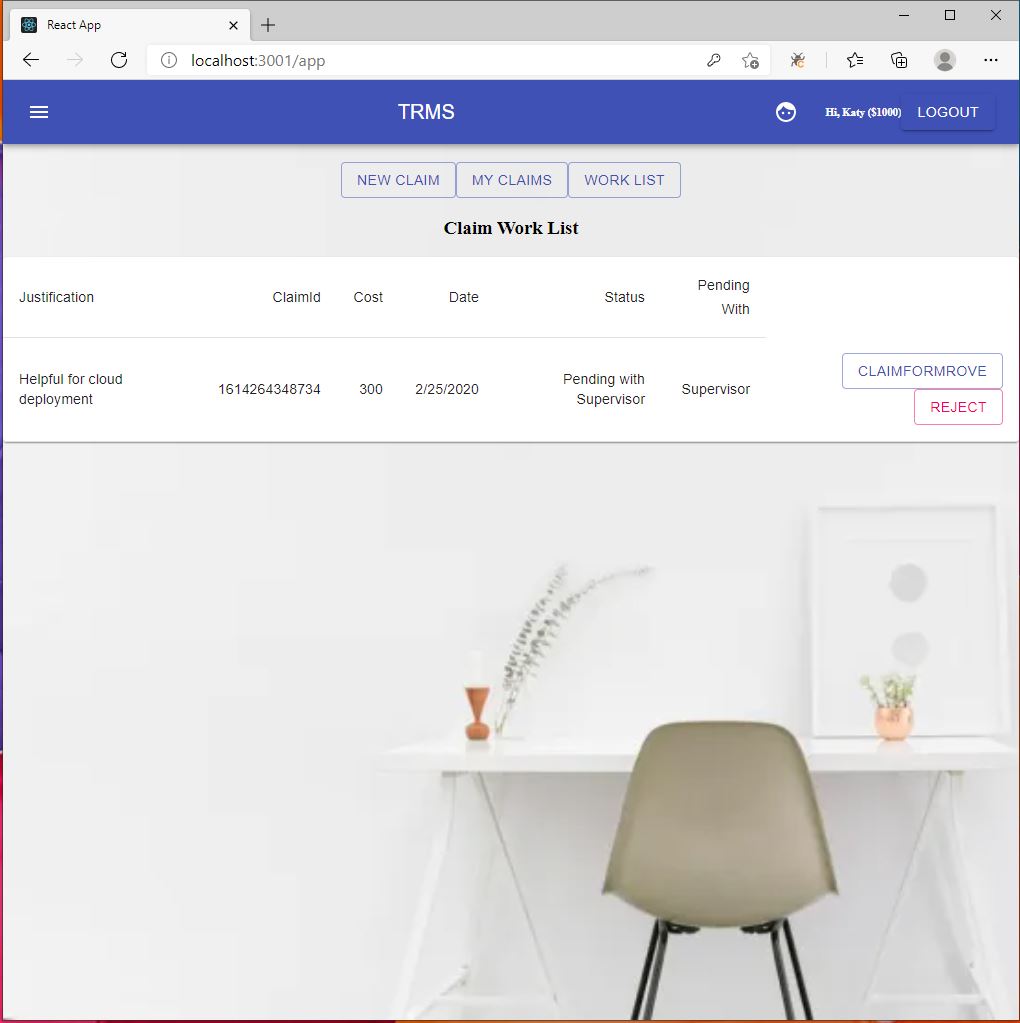 React App
localhost:3001/app
TRMS
Hi, Katy ($1000)
LOGOUT
NEW CLAIM
MY CLAIMS
WORK LIST
Claim Work List
Justification
ClaimId
Cost
Date
Status
Pending
With
Helpful for cloud
deployment
1614264348734
300
2/25/2020
Pending with
Supervisor
Supervisor
CLAIMFORMROVE
REJECT